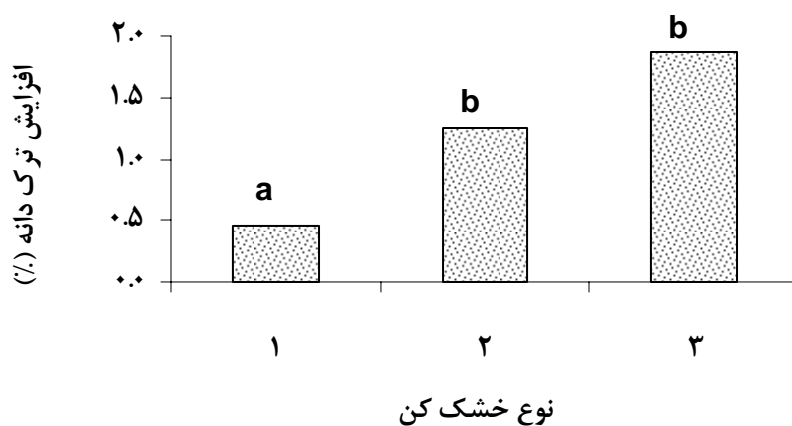 افزایش ترک دانه (٪)
۲.۰
۱.۵
۱.۰
۰.۵
۰.۰
a
b
b
۱
۲
۳
نوع خشک کن